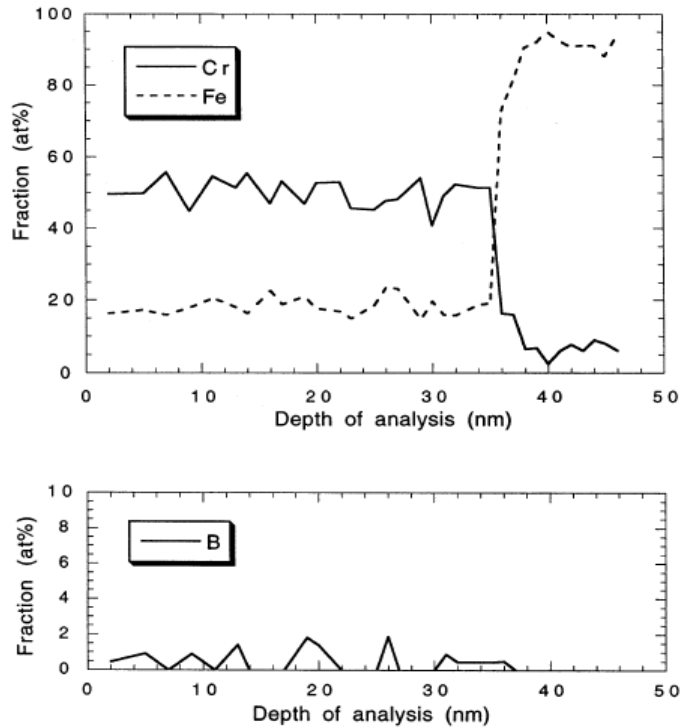 100
80
60
40
20
0
Fraction (at%)
Cr
Fe
0 10 20 30 40 50
Depth of analysis (nm)
10
8
6
4
2
0
Fraction (at%)
B
0 10 20 30 40 50
Depth of analysis (nm)